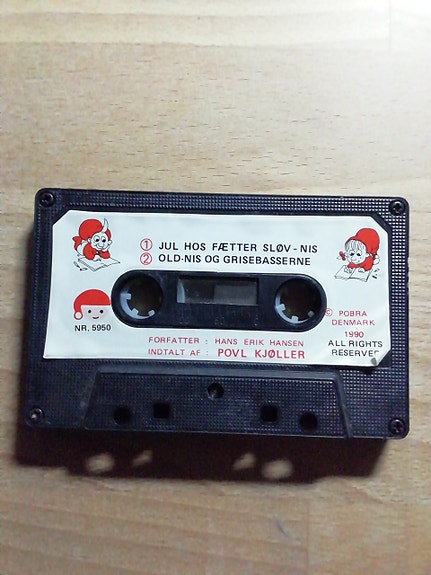 ① JUL HOS FÆTTER SLØV-NIS
② OLD-NIS OG GRISEBASSERNE
NR. 5950
FORFATTER : HANS ERIK HANSEN
INDTALT AF : POVL KJØLLER
© POBRA
DENMARK
1990
ALL RIGHTS
RESERVED